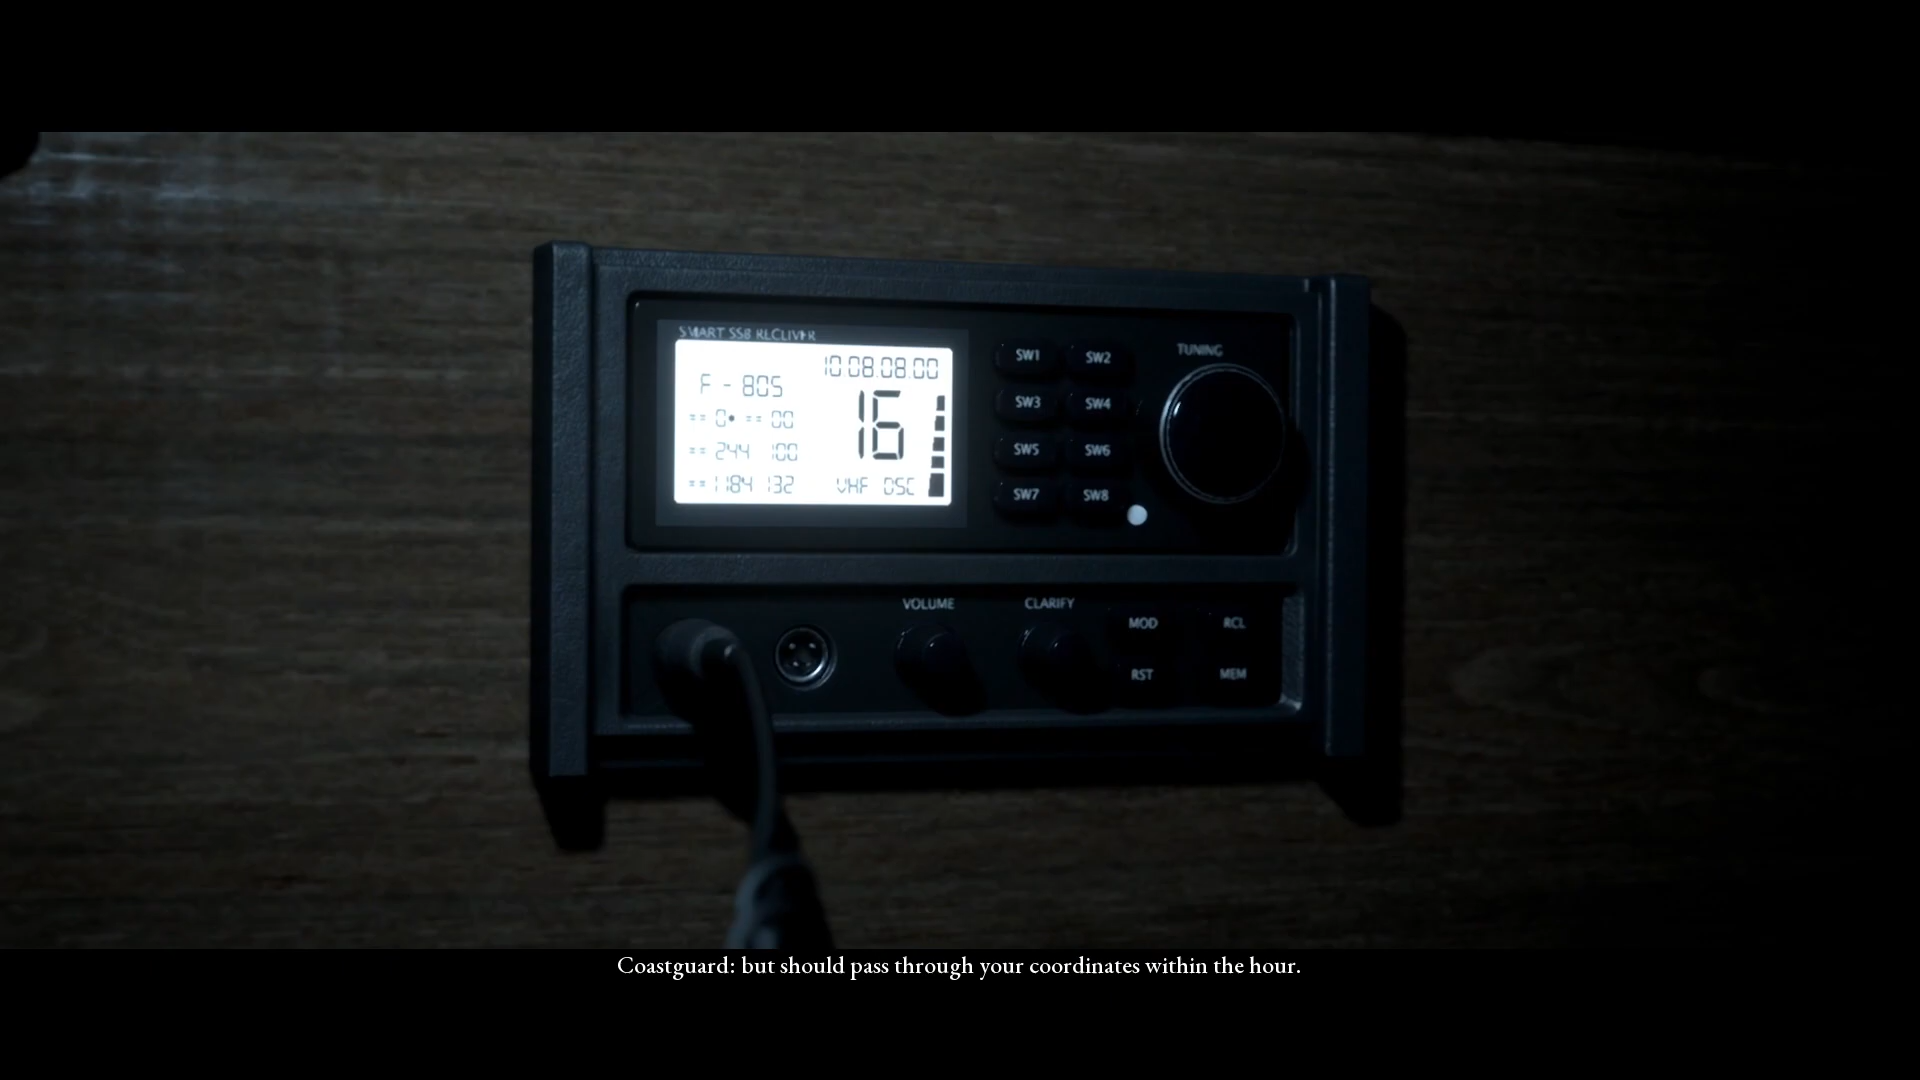 SMART SSB RECLIVER
10:08:08:00
F - 805
16
== 0• == 00
== 244 100
== 1184 132
VHF DSC
SW1 SW2
SW3 SW4
SW5 SW6
SW7 SW8
TUNING
VOLUME
CLARIFY
MOD RCL
RST MEM
Coastguard: but should pass through your coordinates within the hour.